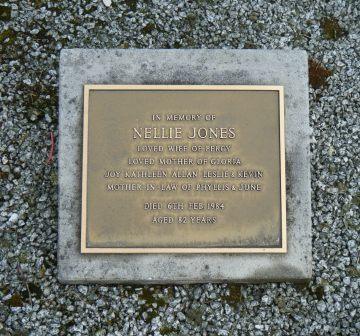 IN MEMORY OF
NELLIE JONES
LOVED WIFE OF PERCY
LOVED MOTHER OF GLORIA
JOY KATHLEEN ALLAN LESLIE & KEVIN
MOTHER-IN-LAW OF PHYLLIS & JUNE
DIED 6TH FEB 1984
AGED 82 YEARS